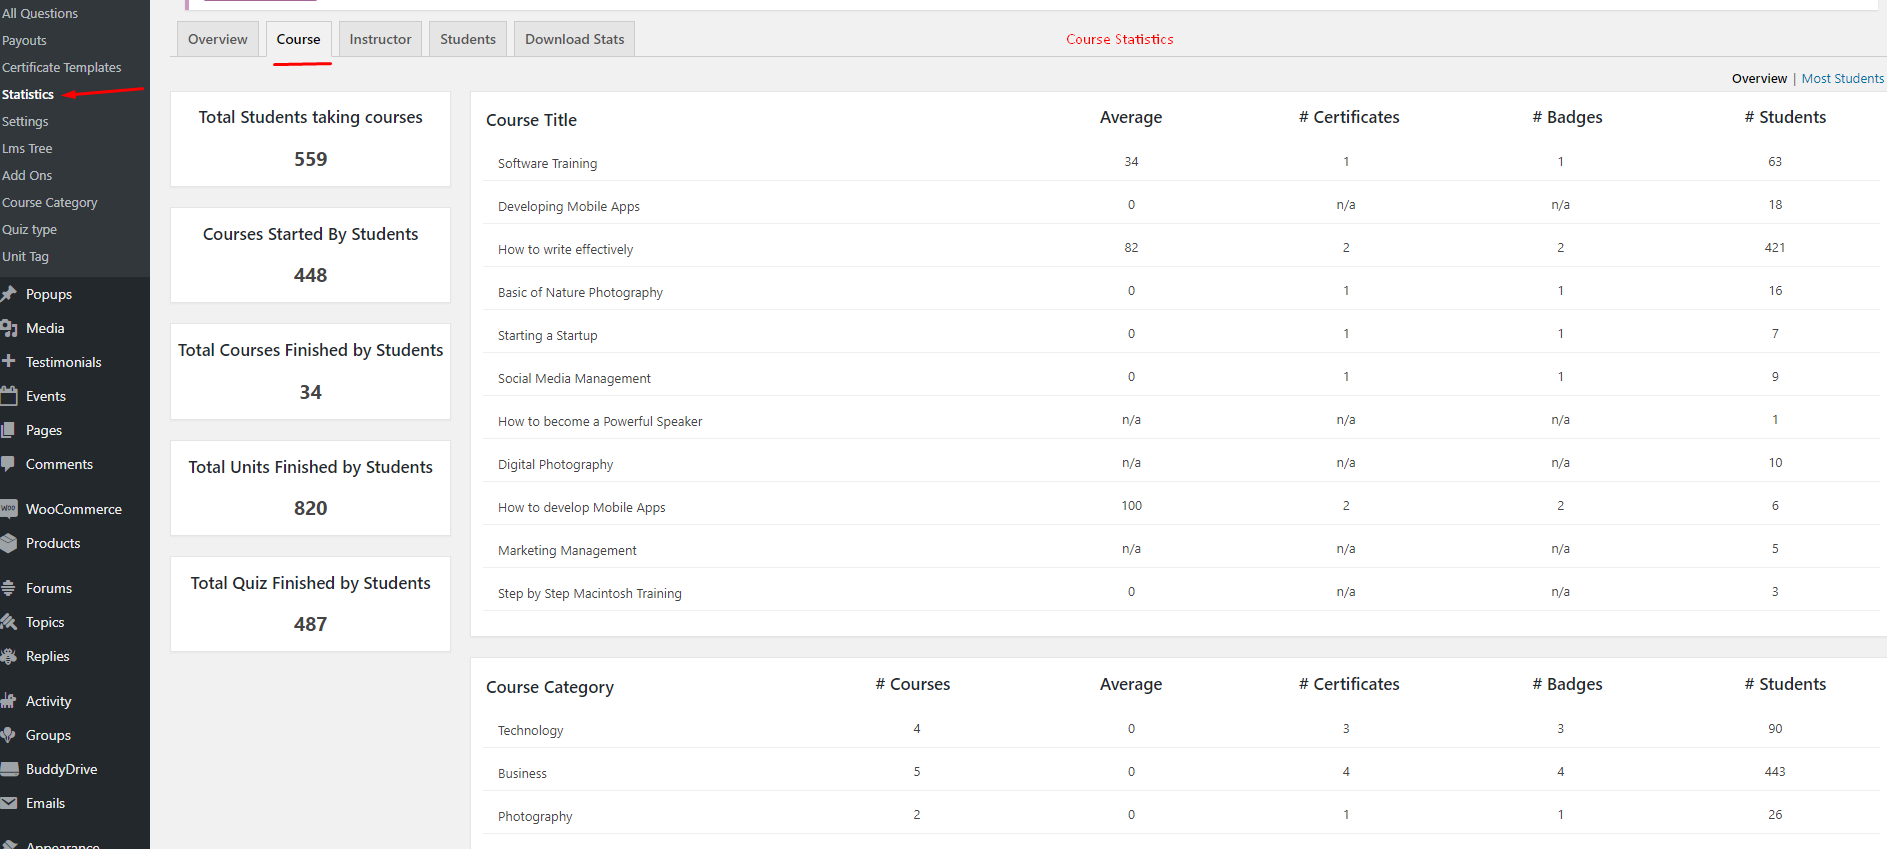 All Questions
Payouts
Certificate Templates
Statistics
Settings
Lms Tree
Add Ons
Course Category
Quiz type
Unit Tag
Popups
Media
Testimonials
Events
Pages
Comments
WOO WooCommerce
Products
Forums
Topics
Replies
Activity
Groups
BuddyDrive
Emails
Appearance
Overview Course Instructor Students Download Stats
Course Statistics
Overview | Most Students
Total Students taking courses
559
Courses Started By Students
448
Total Courses Finished by Students
34
Total Units Finished by Students
820
Total Quiz Finished by Students
487
Course Title Average # Certificates # Badges # Students
Software Training 34 1 1 63
Developing Mobile Apps 0 n/a n/a 18
How to write effectively 82 2 2 421
Basic of Nature Photography 0 1 1 16
Starting a Startup 0 1 1 7
Social Media Management 0 1 1 9
How to become a Powerful Speaker n/a n/a n/a 1
Digital Photography n/a n/a n/a 10
How to develop Mobile Apps 100 2 2 6
Marketing Management n/a n/a n/a 5
Step by Step Macintosh Training 0 n/a n/a 3
Course Category # Courses Average # Certificates # Badges # Students
Technology 4 0 3 3 90
Business 5 0 4 4 443
Photography 2 0 1 1 26